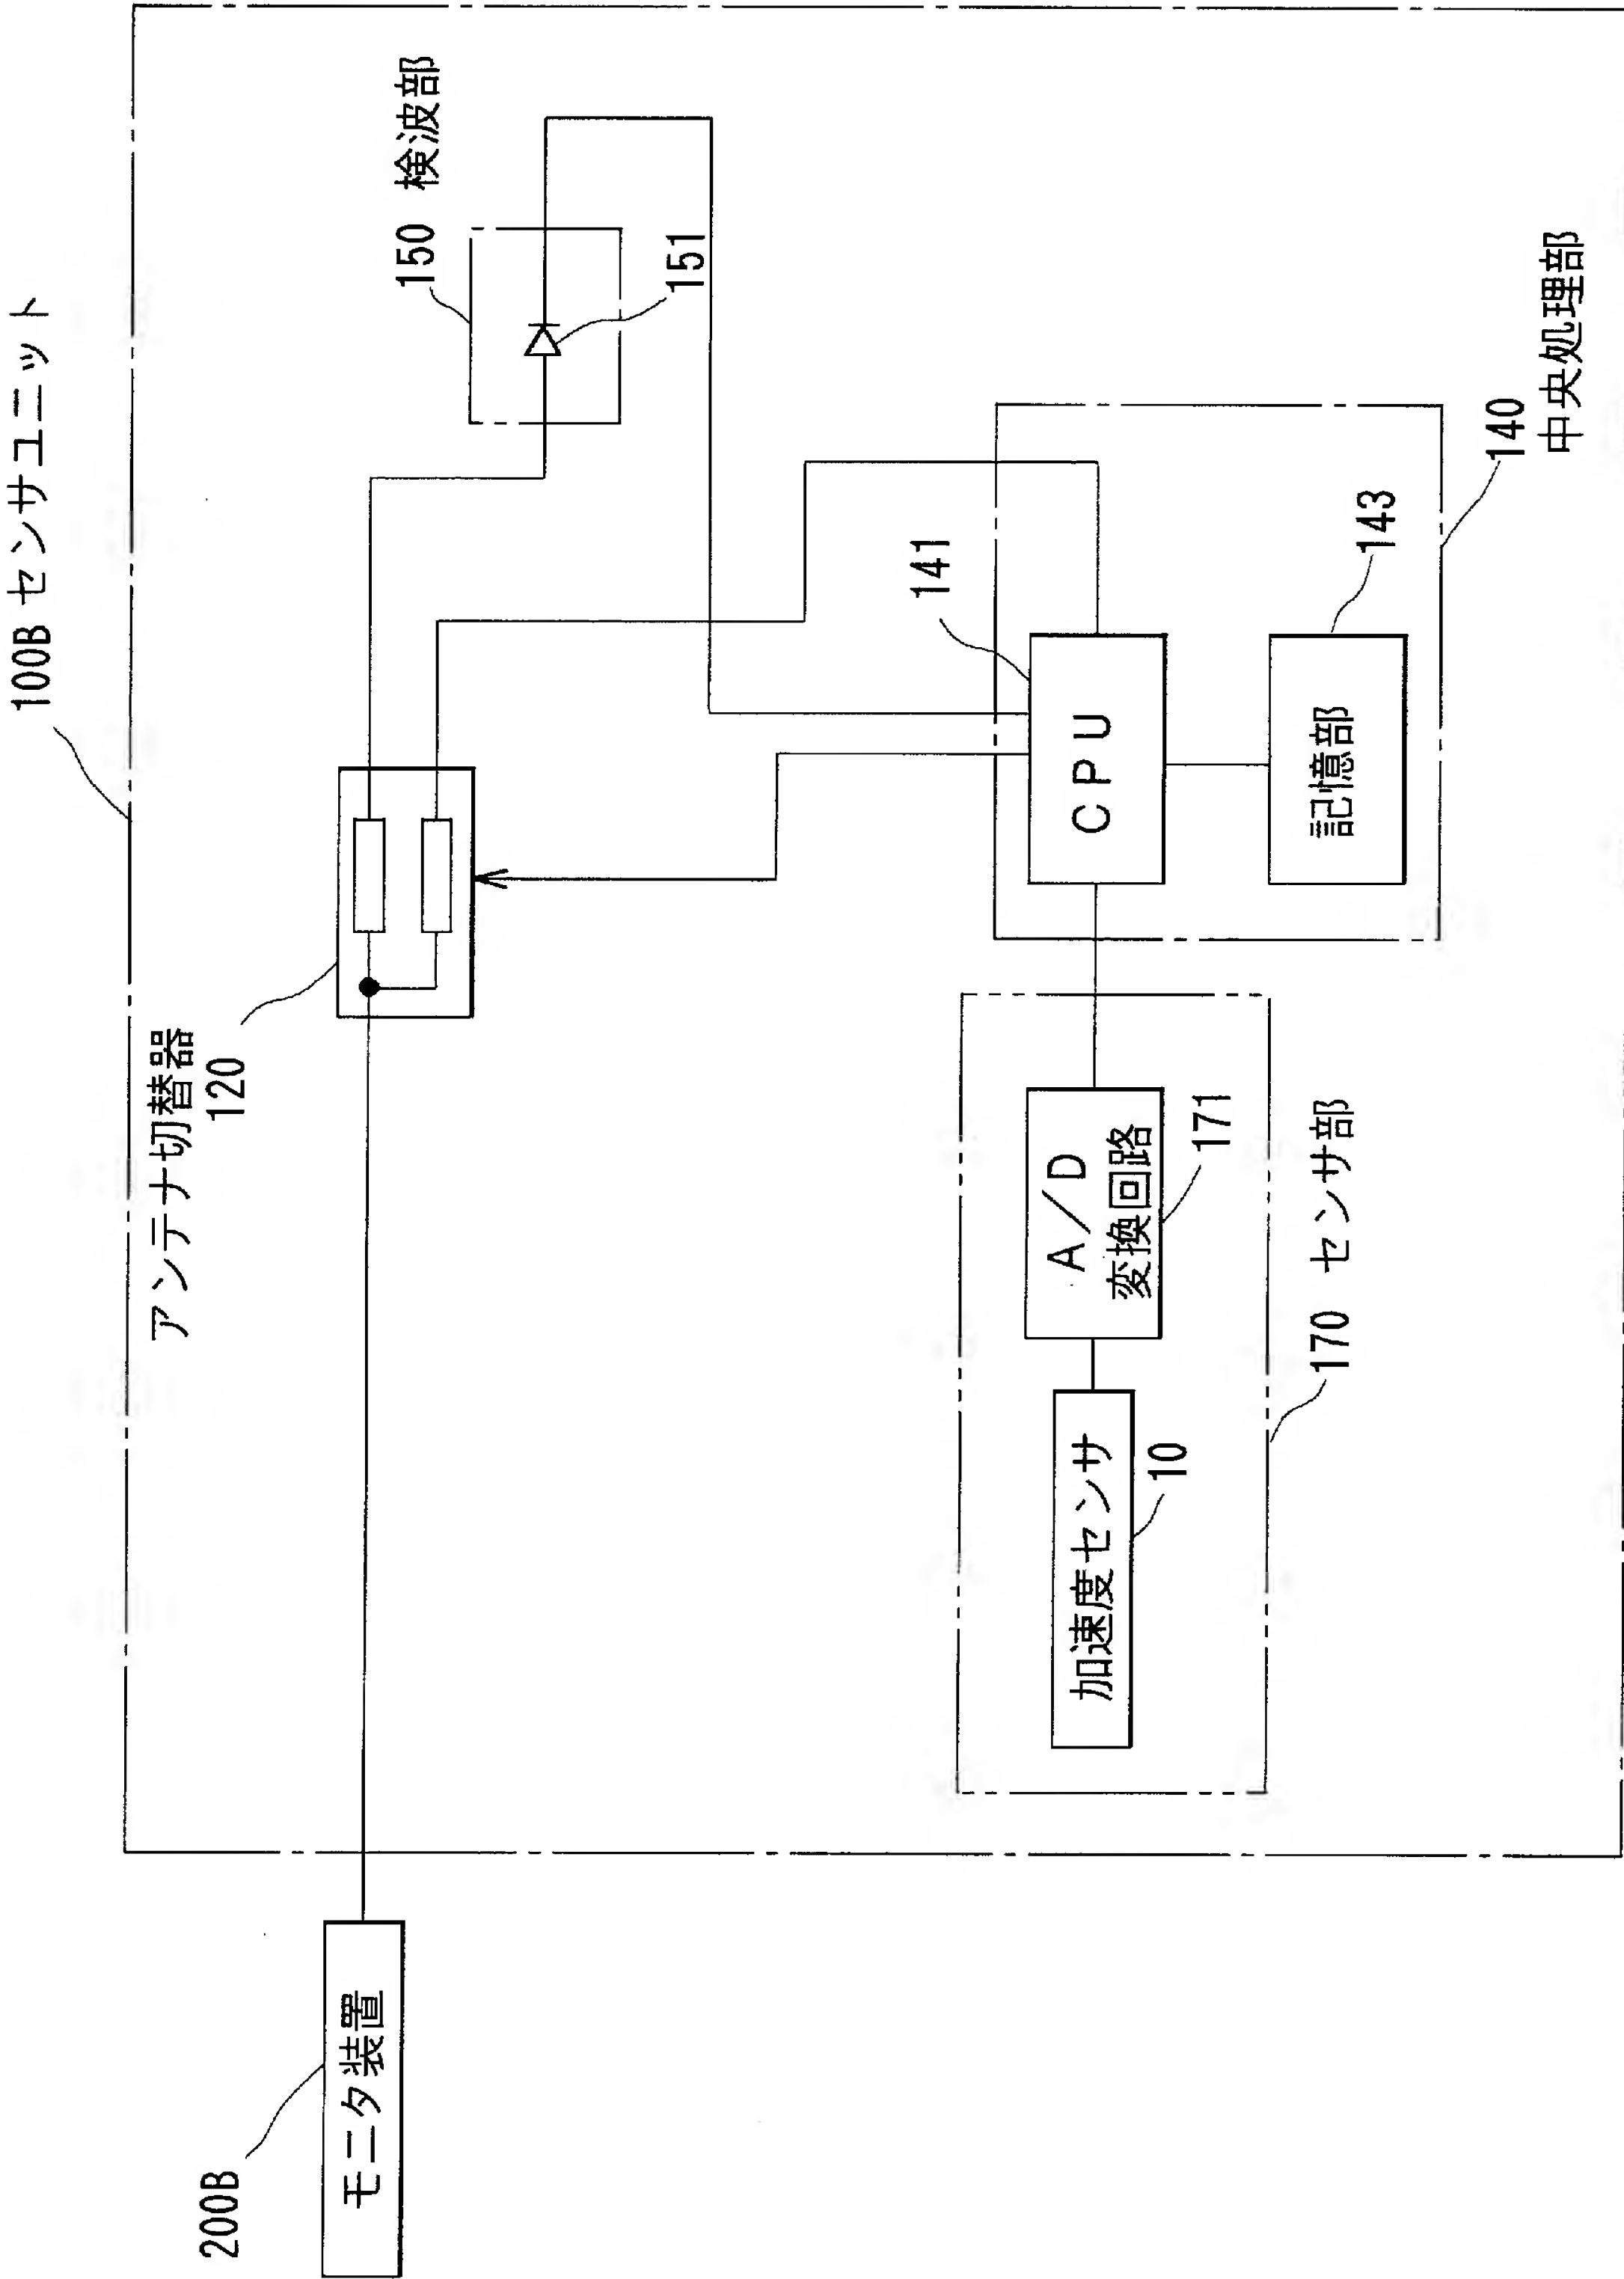 100B センサユニット
アンテナ切替器
120
150 検波部
151
200B
モニタ装置
141
CPU
143
記憶部
140
中央処理部
A/D
変換回路
171
加速度センサ
10
170 センサ部